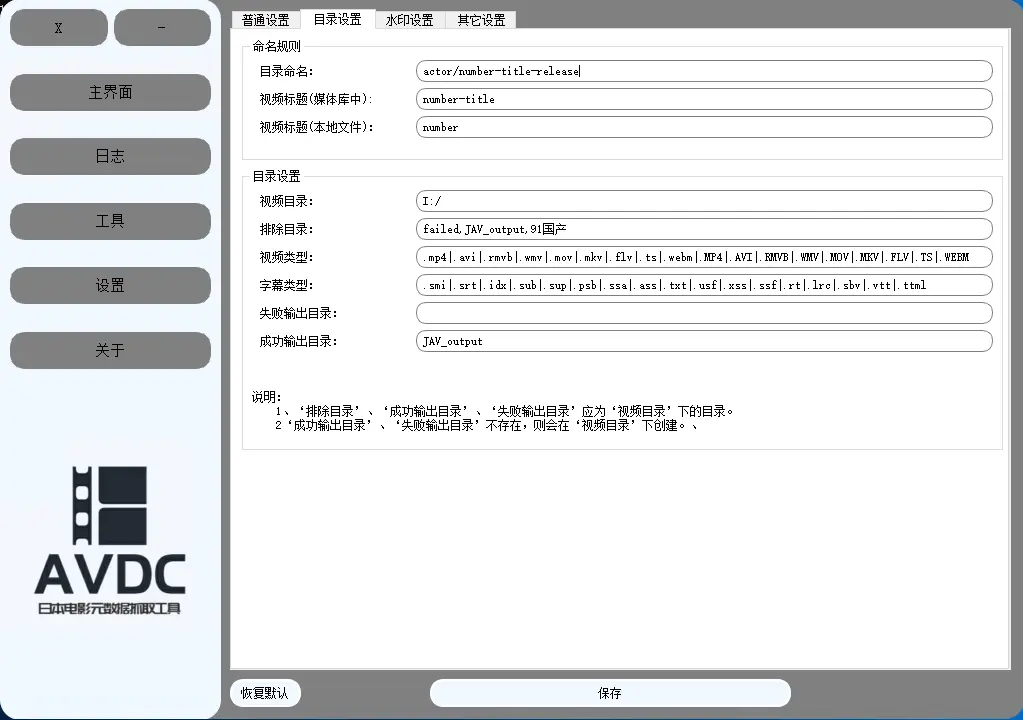 X
-
主界面
日志
工具
设置
关于
AVDC
日本电影元数据抓取工具
普通设置 目录设置 水印设置 其它设置
命名规则
目录命名： actor/number-title-release
视频标题(媒体库中)： number-title
视频标题(本地文件)： number
目录设置
视频目录： I:/
排除目录： failed,JAV_output,91国产
视频类型： .mp4|.avi|.rmvb|.wmv|.mov|.mkv|.flv|.ts|.webm|.MP4|.AVI|.RMVB|.WMV|.MOV|.MKV|.FLV|.TS|.WEBM
字幕类型： .smi|.srt|.idx|.sub|.sup|.psb|.ssa|.ass|.txt|.usf|.xss|.ssf|.rt|.lrc|.sbv|.vtt|.ttml
失败输出目录：
成功输出目录： JAV_output
说明：
1、‘排除目录’、‘成功输出目录’、‘失败输出目录’应为‘视频目录’下的目录。
2‘成功输出目录’、‘失败输出目录’不存在，则会在‘视频目录’下创建。、
恢复默认 保存